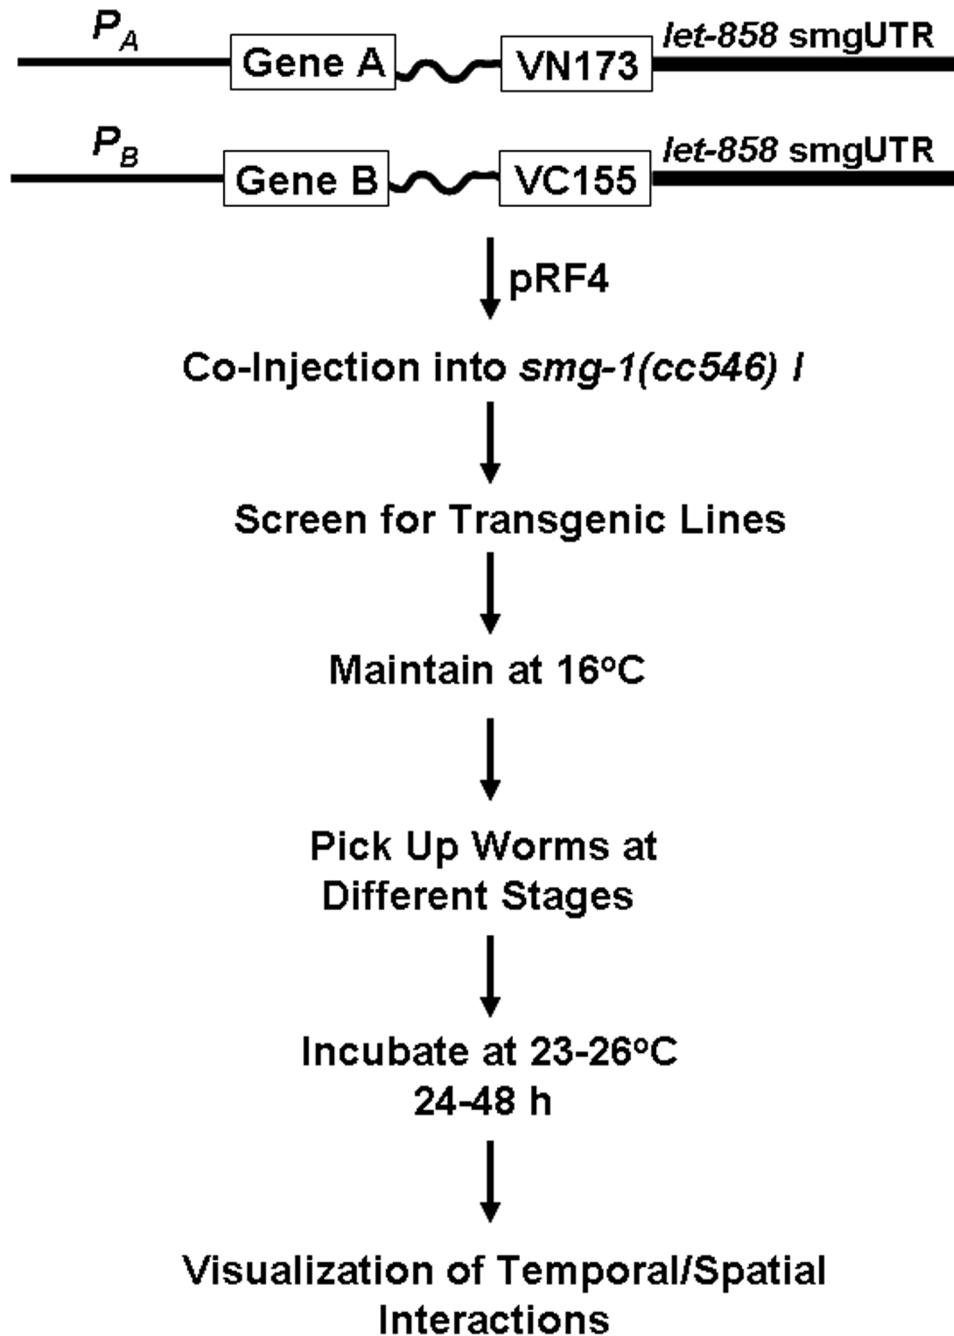 PA
Gene A
VN173
let-858 smgUTR
PB
Gene B
VC155
let-858 smgUTR
pRF4
Co-Injection into smg-1(cc546) I
Screen for Transgenic Lines
Maintain at 16oC
Pick Up Worms at
Different Stages
Incubate at 23-26oC
24-48 h
Visualization of Temporal/Spatial
Interactions